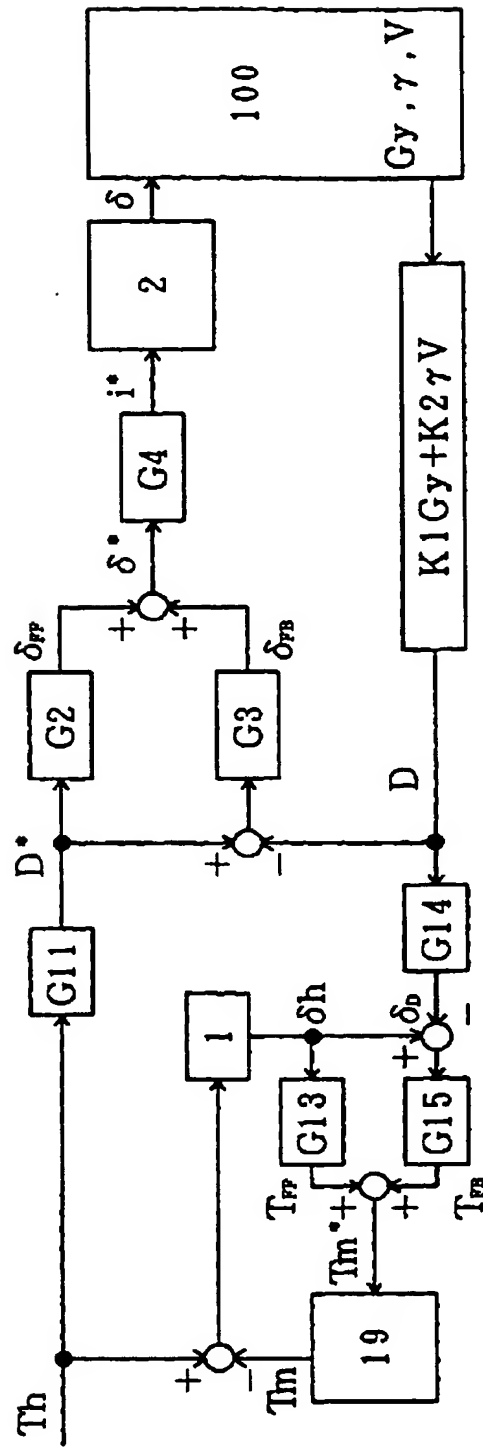 Th
G11
D*
G2
δFF
+
+
G3
δFB
+
-
δ*
G4
i*
2
δ
100
Gy, γ, V
K1Gy+K2γV
D
G14
δD
-
+
1
δh
G13
TFF
G15
TFB
+
+
Tm*
19
Tm
+
-